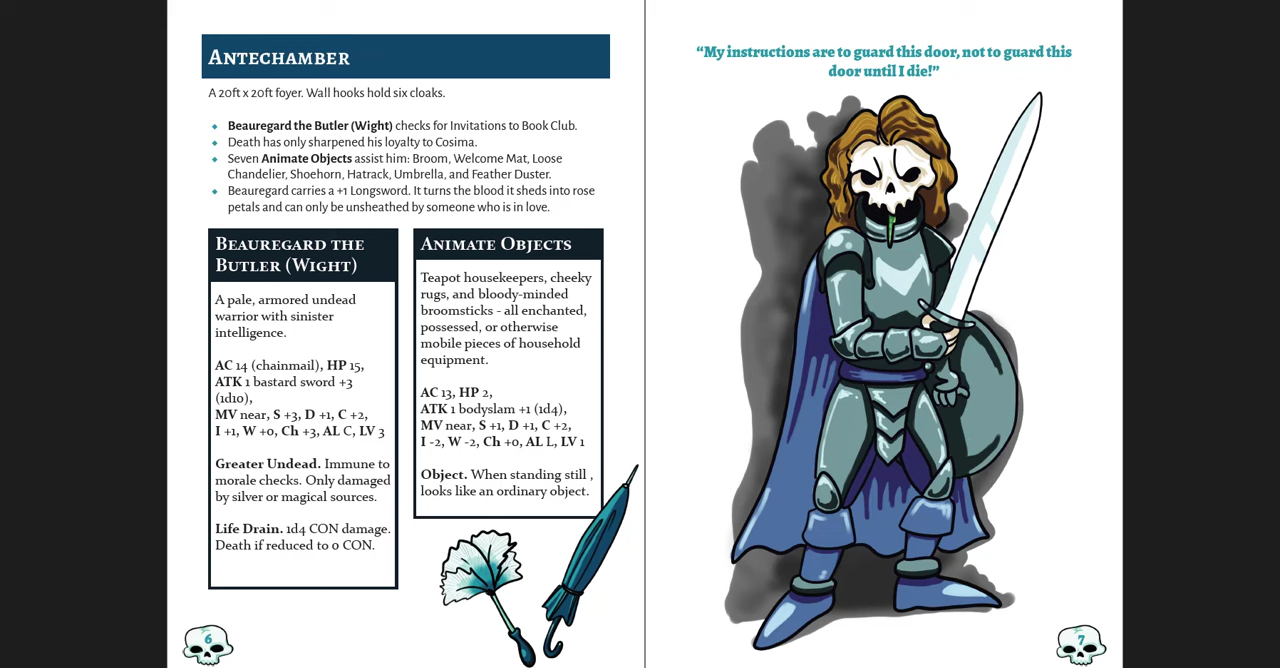 Antechamber
A 20ft x 20ft foyer. Wall hooks hold six cloaks.
Beauregard the Butler (Wight) checks for Invitations to Book Club.
Death has only sharpened his loyalty to Cosima.
Seven Animate Objects assist him: Broom, Welcome Mat, Loose
Chandelier, Shoehorn, Hatrack, Umbrella, and Feather Duster.
Beauregard carries a +1 Longsword. It turns the blood it sheds into rose
petals and can only be unsheathed by someone who is in love.
Beauregard the
Butler (Wight)
A pale, armored undead
warrior with sinister
intelligence.
AC 14 (chainmail), HP 15,
ATK 1 bastard sword +3
(1d10),
MV near, S +3, D +1, C +2,
I +1, W +0, Ch +3, AL C, LV 3
Greater Undead. Immune to
morale checks. Only damaged
by silver or magical sources.
Life Drain. 1d4 CON damage.
Death if reduced to 0 CON.
Animate Objects
Teapot housekeepers, cheeky
rugs, and bloody-minded
broomsticks - all enchanted,
possessed, or otherwise
mobile pieces of household
equipment.
AC 13, HP 2,
ATK 1 bodyslam +1 (1d4),
MV near, S +1, D +1, C +2,
I -2, W -2, Ch +0, AL L, LV 1
Object. When standing still ,
looks like an ordinary object.
6
“My instructions are to guard this door, not to guard this
door until I die!”
7